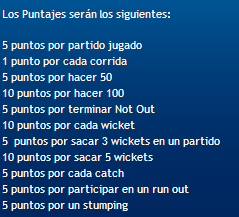 Los Puntajes serán los siguientes:
5 puntos por partido jugado
1 punto por cada corrida
5 puntos por hacer 50
10 puntos por hacer 100
5 puntos por terminar Not Out
10 puntos por cada wicket
5  puntos por sacar 3 wickets en un partido
10 puntos por sacar 5 wickets
5 puntos por cada catch
5 puntos por participar en un run out
5 puntos por un stumping